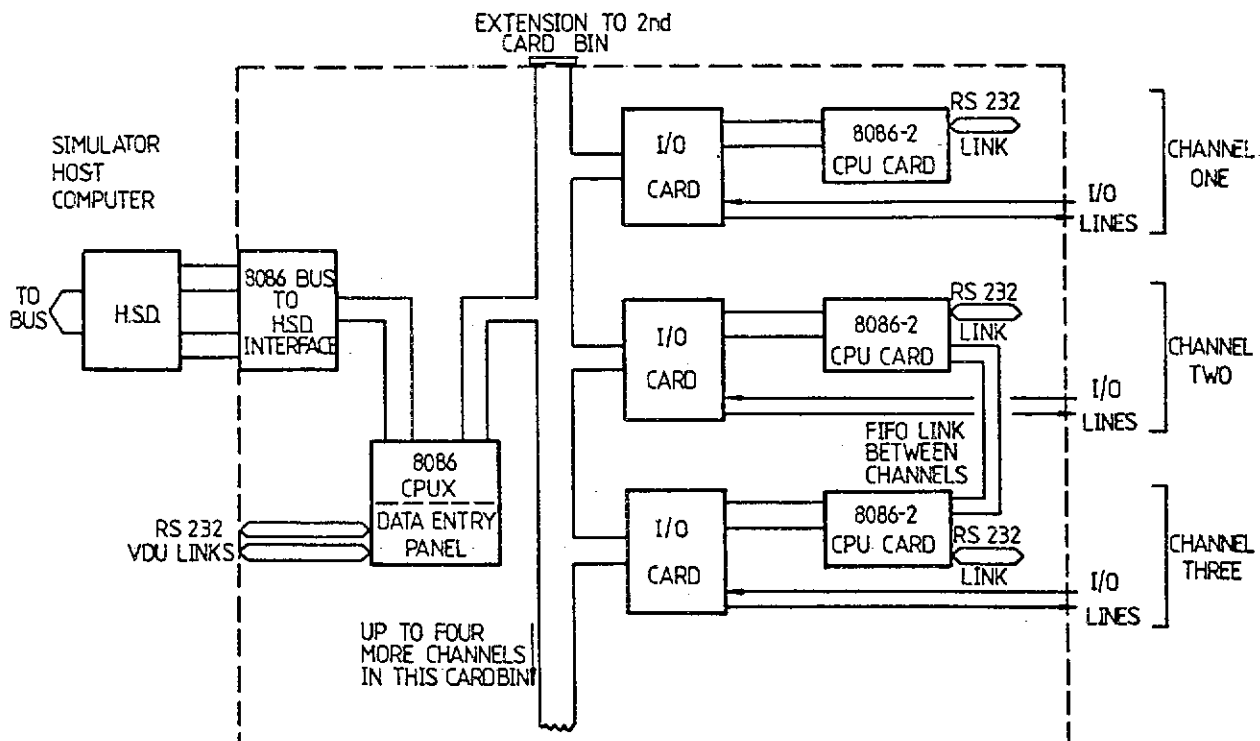 EXTENSION TO 2nd
CARD BIN
SIMULATOR
HOST
COMPUTER
TO
BUS
H.S.D.
8086 BUS
TO
H.S.D.
INTERFACE
8086
CPUX
DATA ENTRY
PANEL
RS 232
VDU LINKS
UP TO FOUR
MORE CHANNELS
IN THIS CARDBIN
I/O
CARD
8086-2
CPU CARD
RS 232
LINK
I/O
LINES
CHANNEL
ONE
I/O
CARD
8086-2
CPU CARD
RS 232
LINK
I/O
LINES
CHANNEL
TWO
FIFO LINK
BETWEEN
CHANNELS
I/O
CARD
8086-2
CPU CARD
RS 232
LINK
I/O
LINES
CHANNEL
THREE